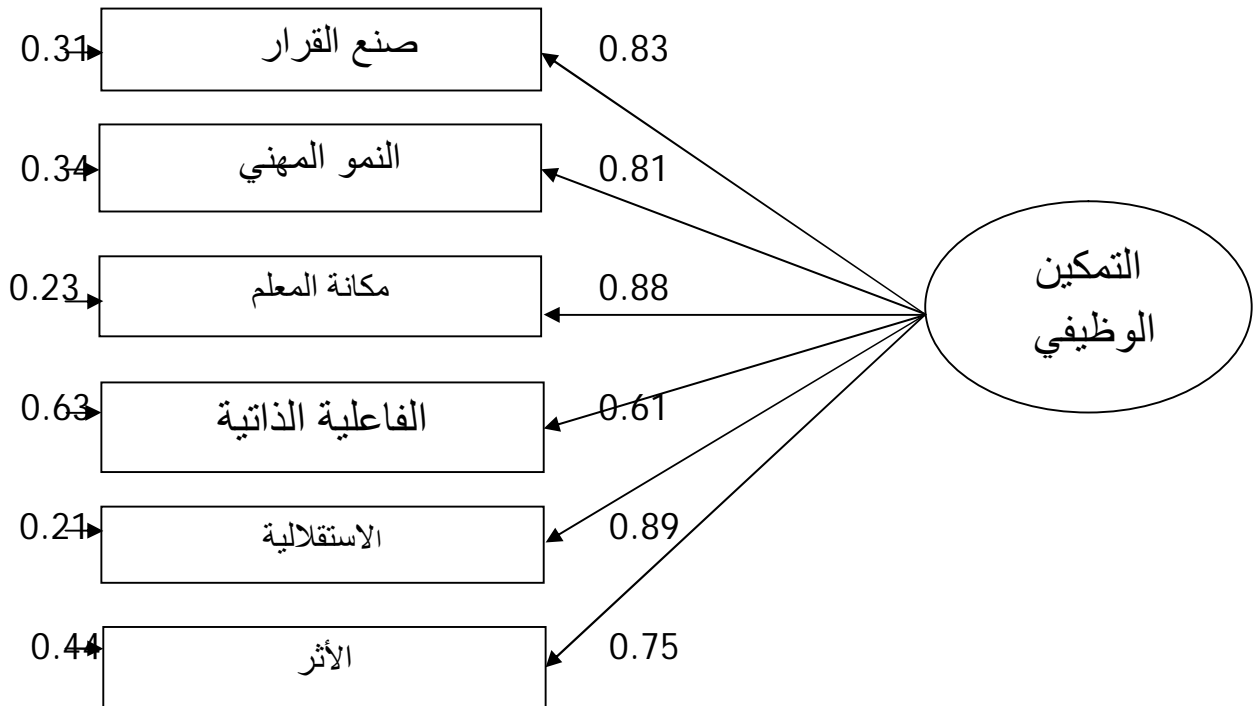 0.31 صنع القرار 0.83
0.34 النمو المهني 0.81
0.23 مكانة المعلم 0.88
التمكين
الوظيفي
0.63 الفاعلية الذاتية 0.61
0.21 الاستقلالية 0.89
0.44 الأثر 0.75